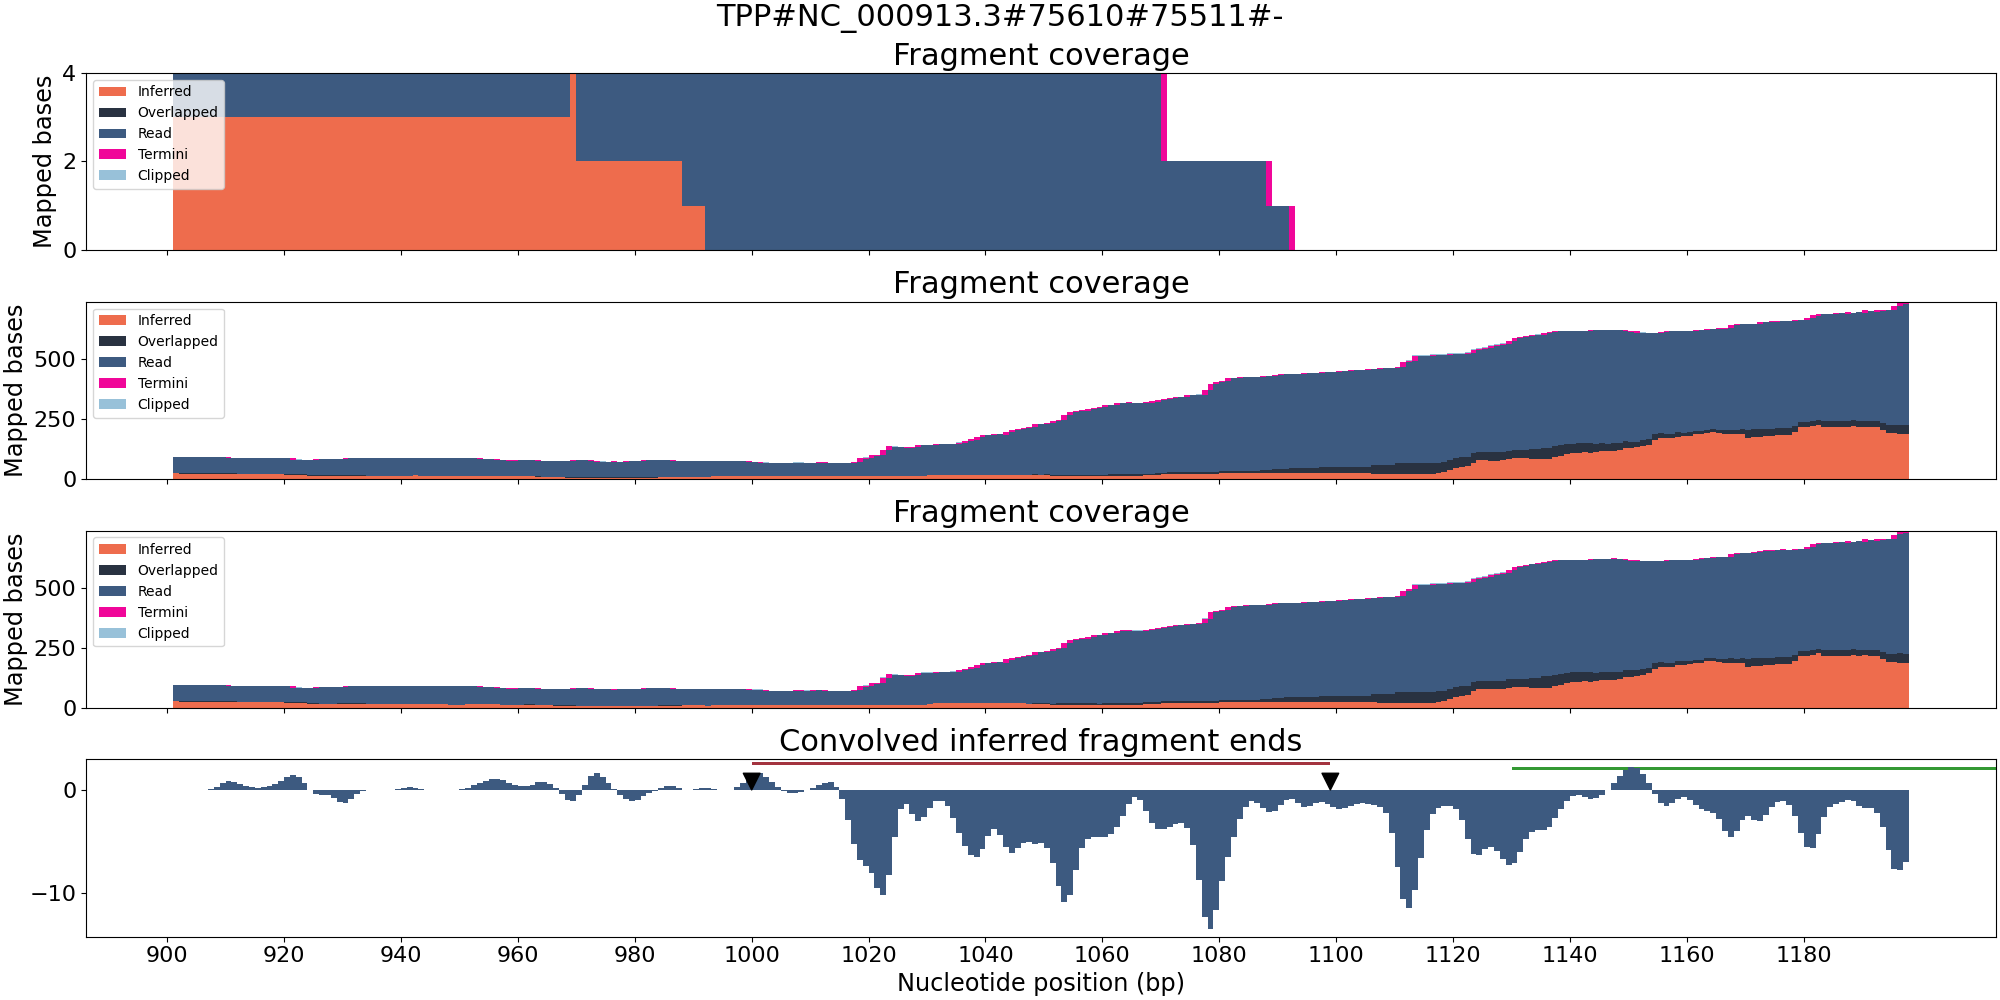 TPP#NC_000913.3#75610#75511#-
Fragment coverage
Mapped bases
4
2
0
Inferred
Overlapped
Read
Termini
Clipped
Fragment coverage
Mapped bases
500
250
0
Inferred
Overlapped
Read
Termini
Clipped
Fragment coverage
Mapped bases
500
250
0
Inferred
Overlapped
Read
Termini
Clipped
Convolved inferred fragment ends
0
−10
900 920 940 960 980 1000 1020 1040 1060 1080 1100 1120 1140 1160 1180
Nucleotide position (bp)